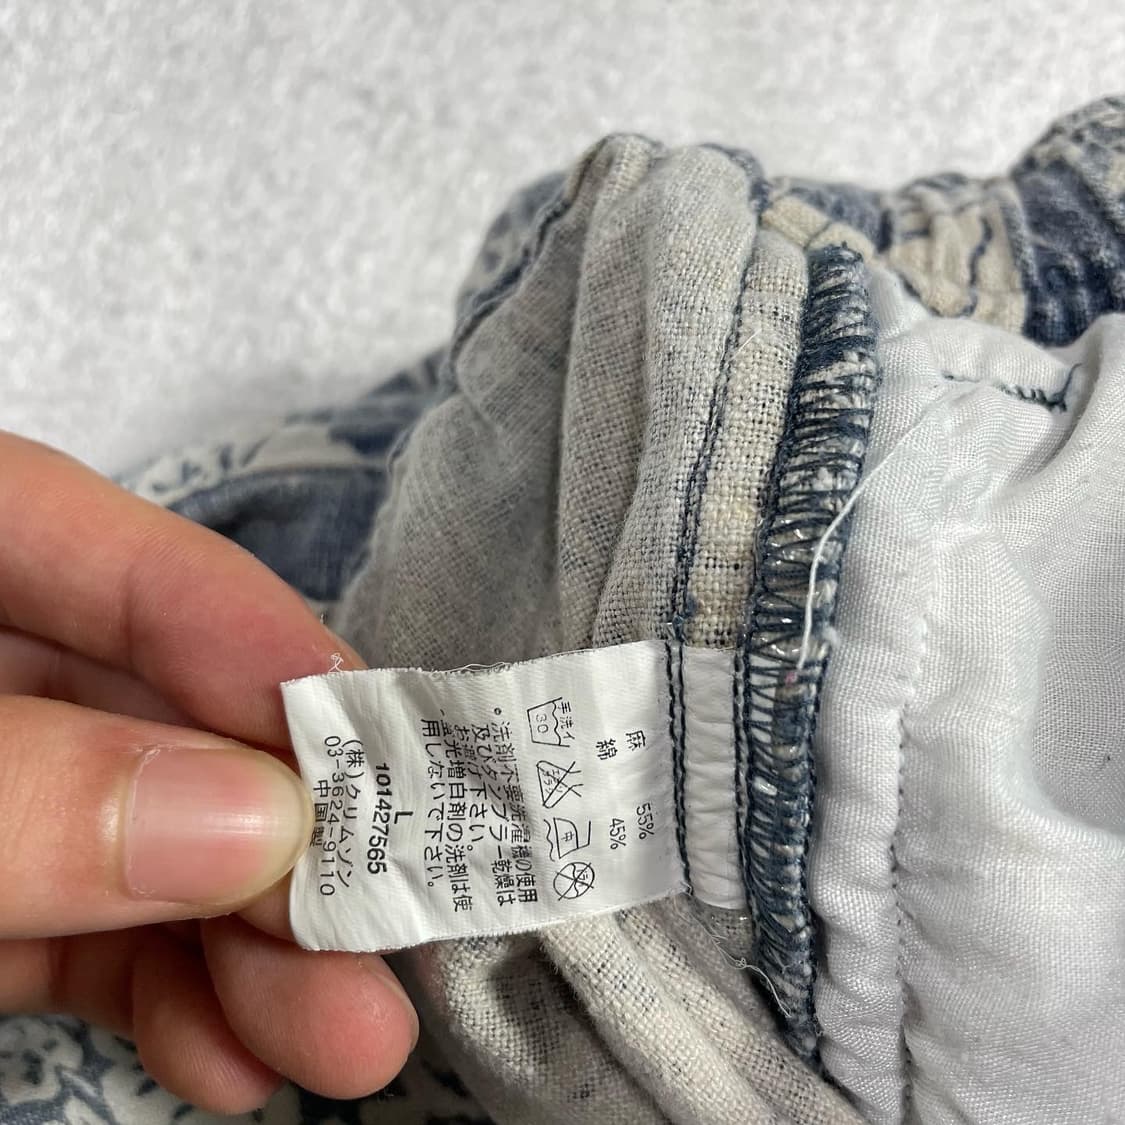 麻 55%
綿 45%
手洗イ
30
洗剤不要洗濯機の使用
及びタンブラー乾燥は
お避け下さい。
蛍光増白剤の洗剤は使
用しないで下さい。
L
101427565
(株)クリムゾン
03-3624-9110
中国製